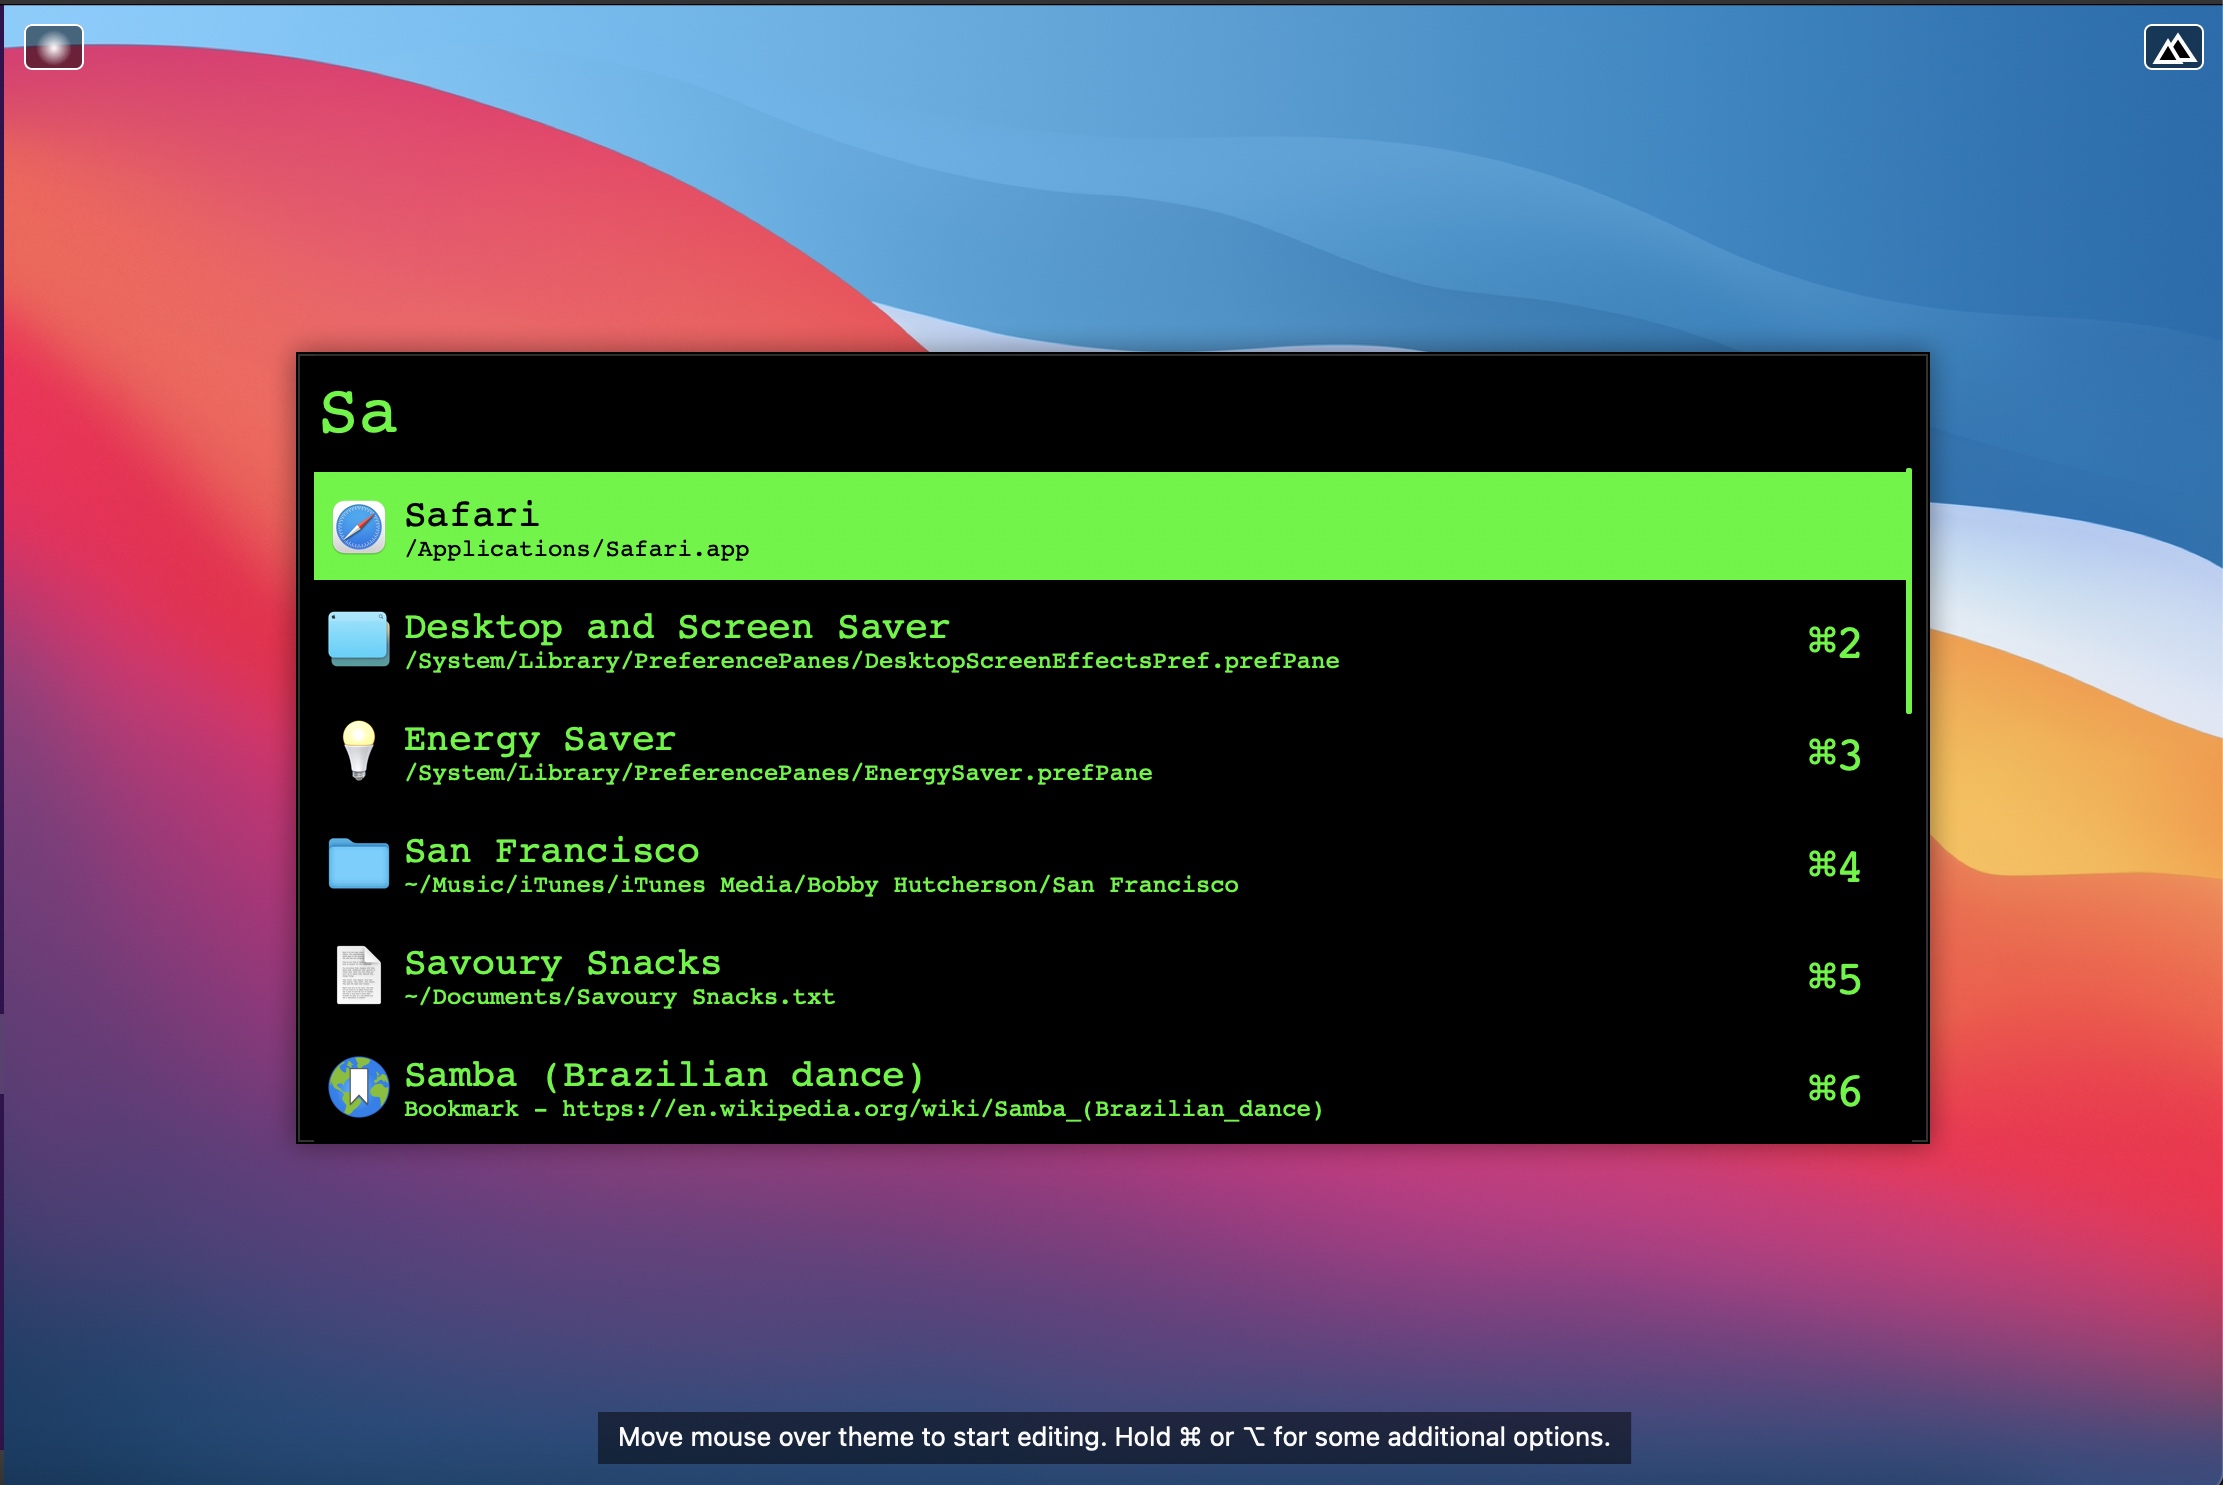 Sa
Safari
/Applications/Safari.app
Desktop and Screen Saver
/System/Library/PreferencePanes/DesktopScreenEffectsPref.prefPane
⌘2
Energy Saver
/System/Library/PreferencePanes/EnergySaver.prefPane
⌘3
San Francisco
~/Music/iTunes/iTunes Media/Bobby Hutcherson/San Francisco
⌘4
Savoury Snacks
~/Documents/Savoury Snacks.txt
⌘5
Samba (Brazilian dance)
Bookmark - https://en.wikipedia.org/wiki/Samba_(Brazilian_dance)
⌘6
Move mouse over theme to start editing. Hold ⌘ or ⌥ for some additional options.